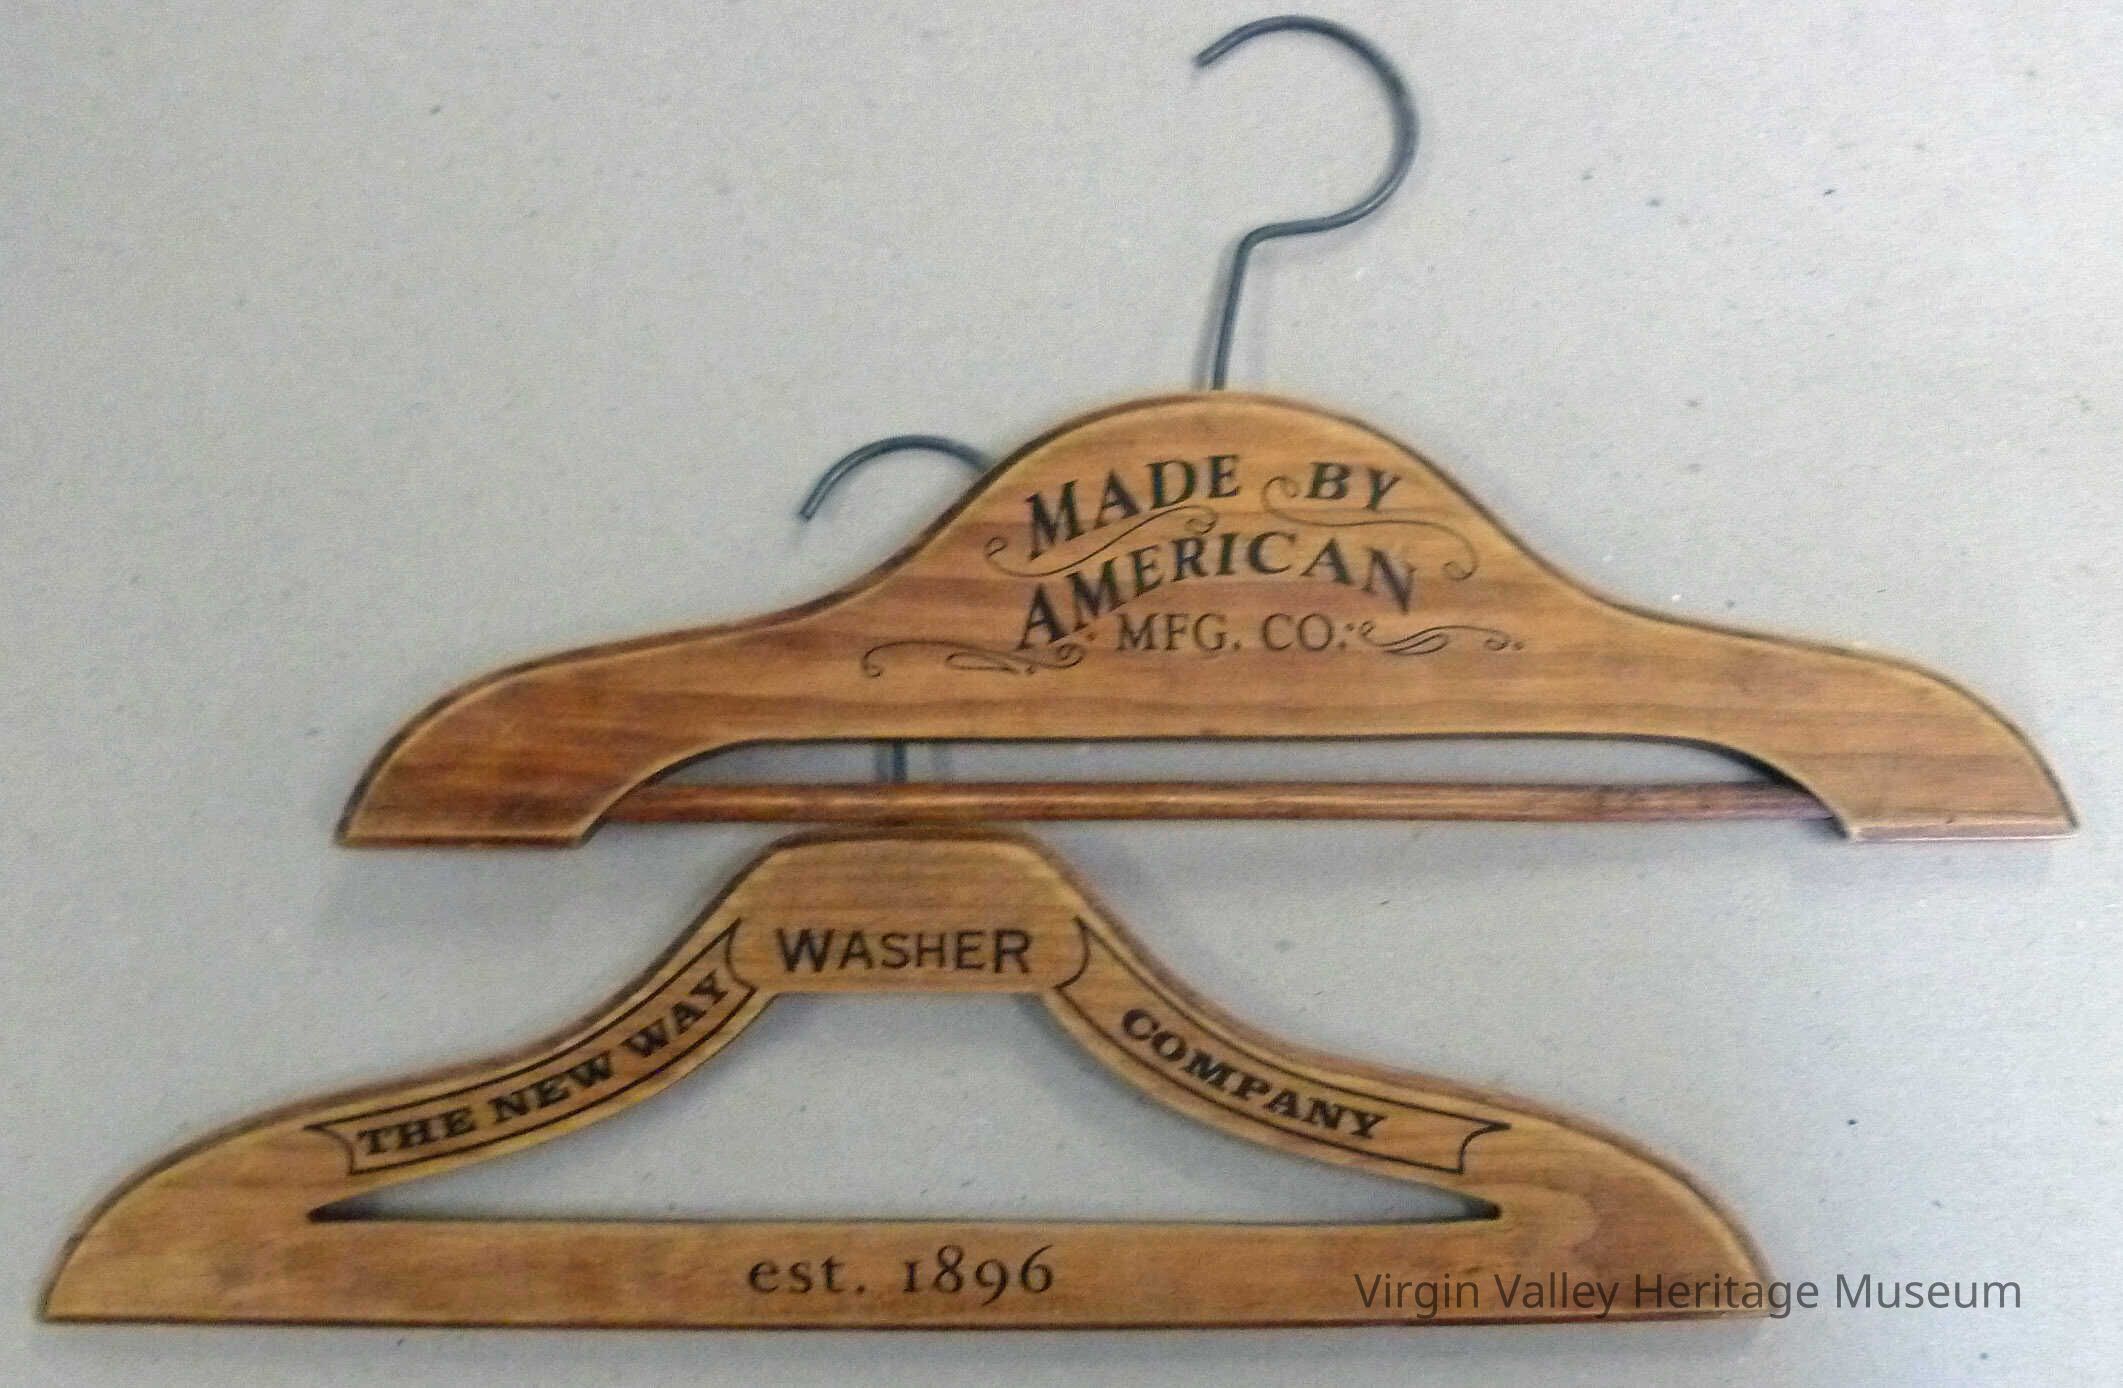 MADE BY
AMERICAN
MFG. CO.
THE NEW WAY
WASHER
COMPANY
est. 1896
Virgin Valley Heritage Museum